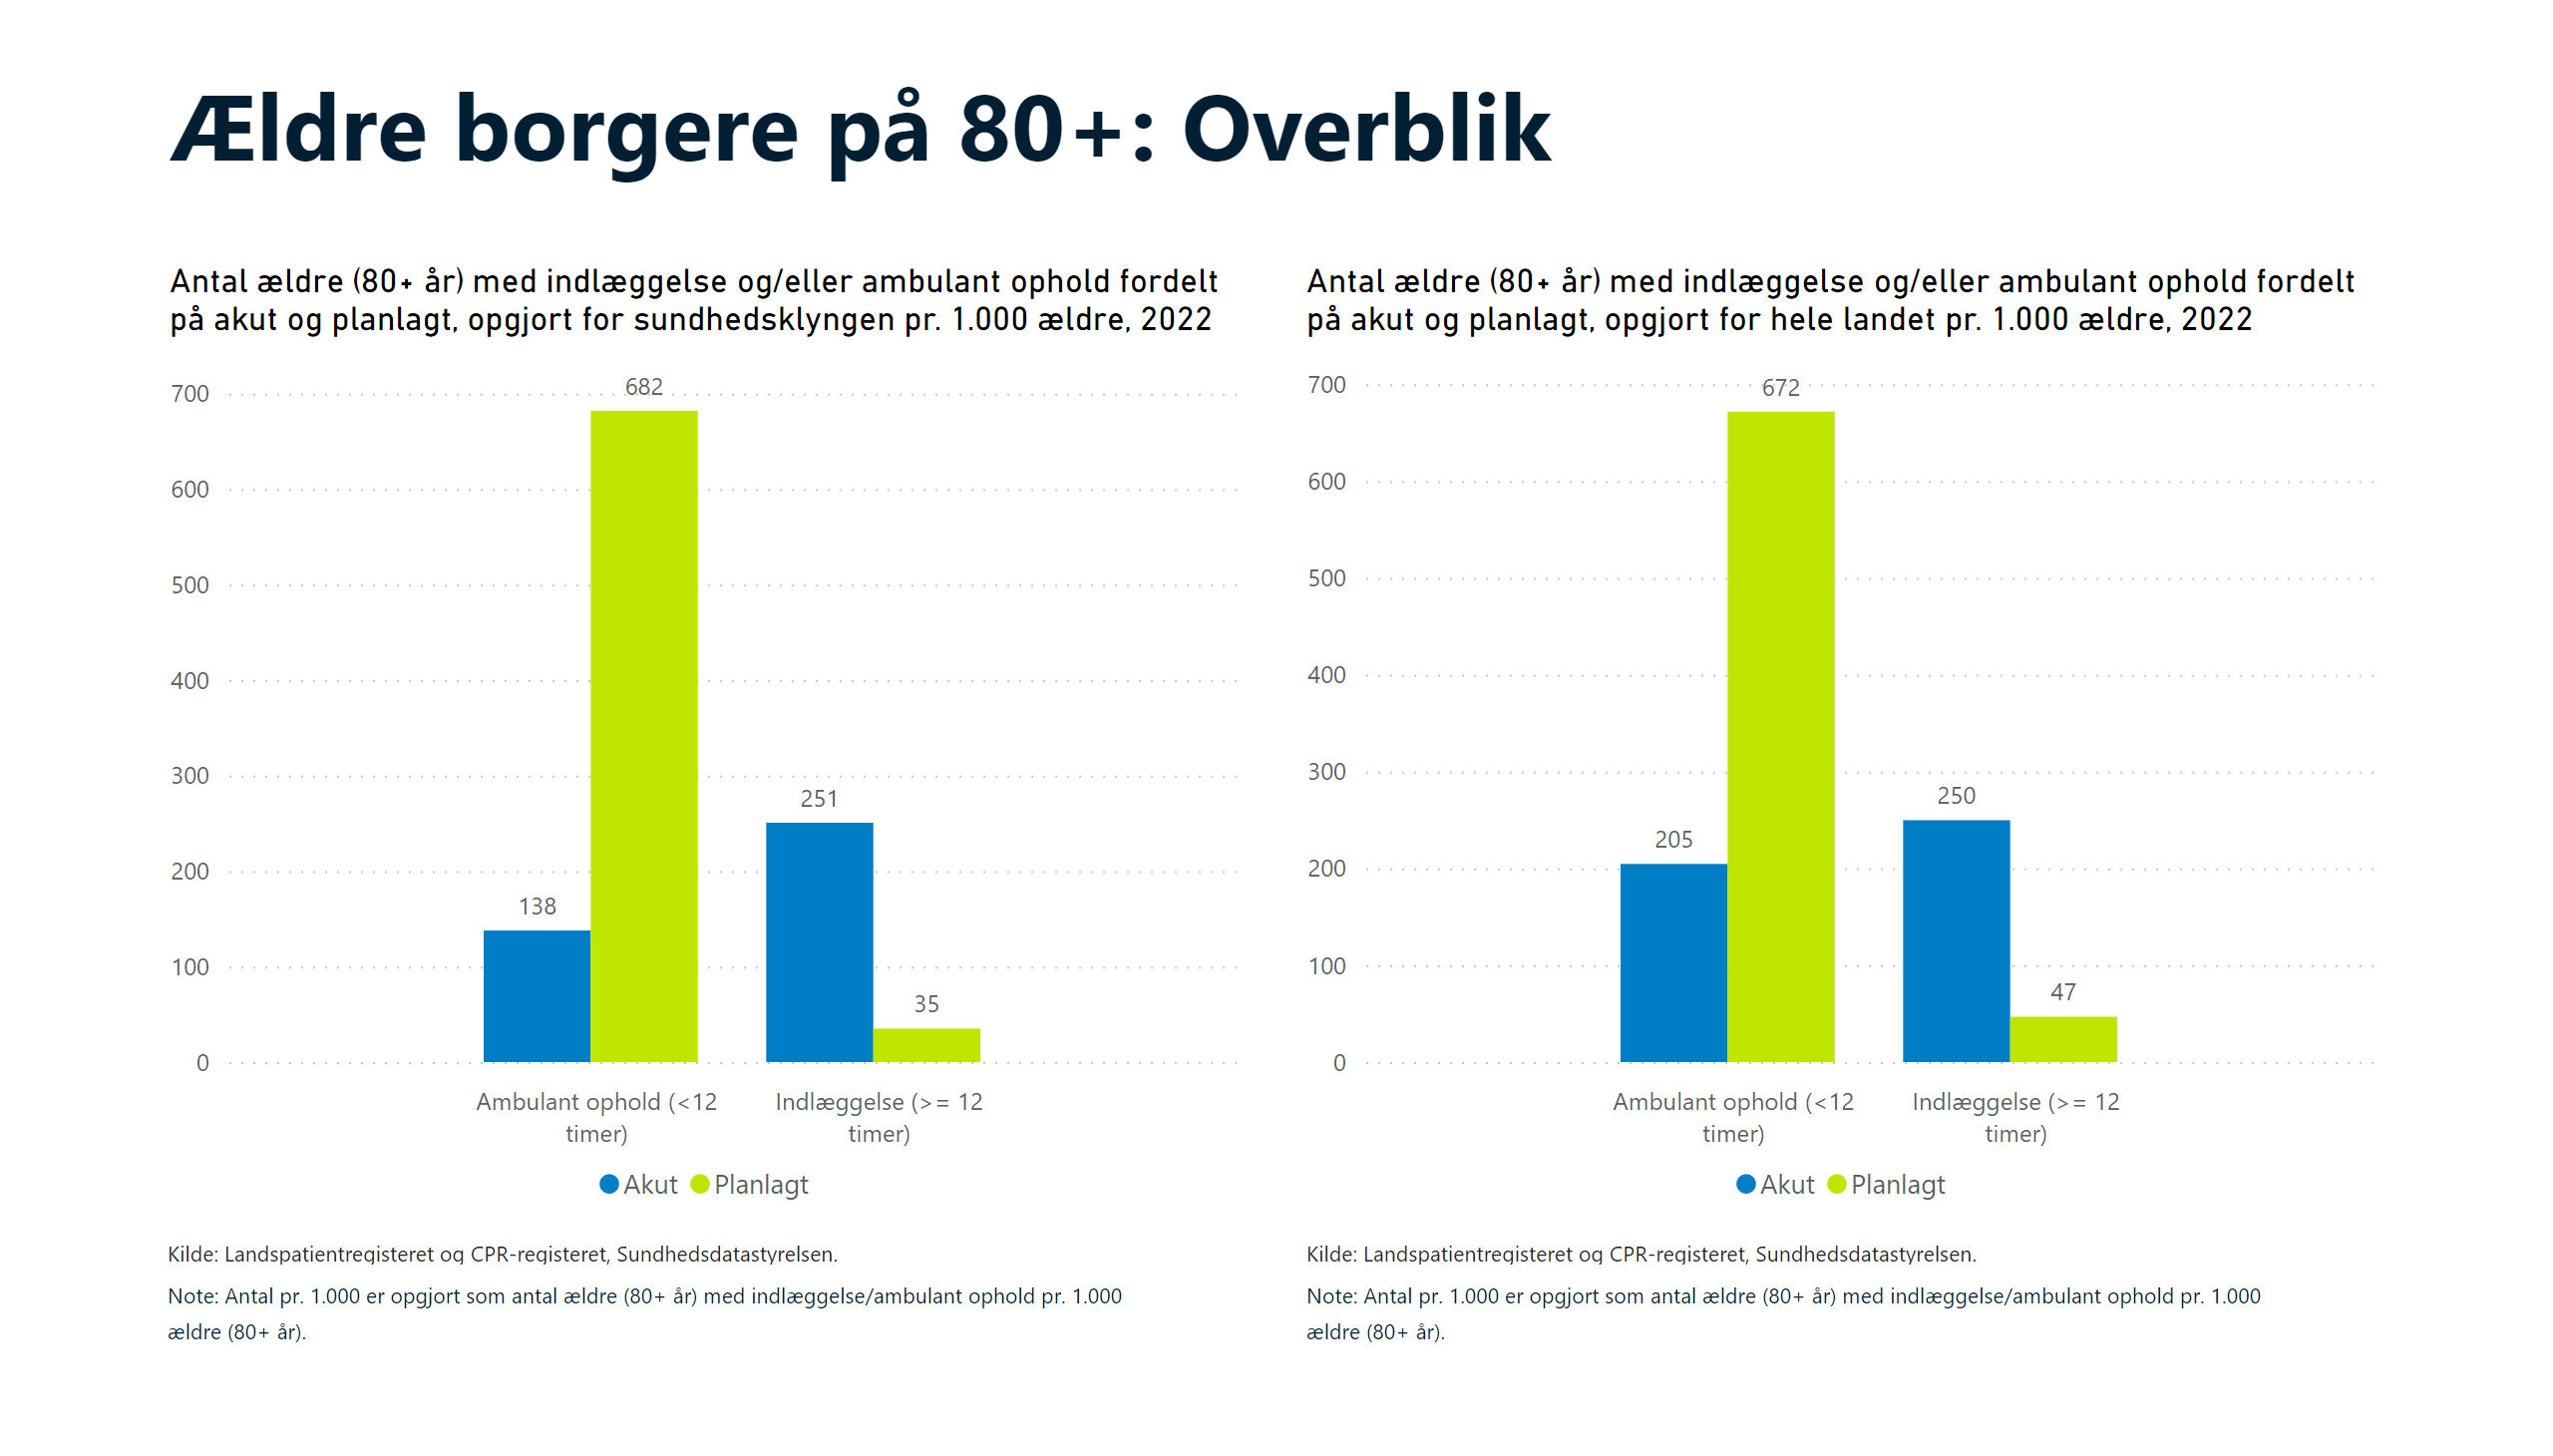 Ældre borgere på 80+: Overblik
Antal ældre (80+ år) med indlæggelse og/eller ambulant ophold fordelt
på akut og planlagt, opgjort for sundhedsklyngen pr. 1.000 ældre, 2022
700
600
500
400
300
200
100
0
682
138
251
35
Ambulant ophold (<12
timer)
Indlæggelse (>= 12
timer)
Akut Planlagt
Kilde: Landspatientregisteret og CPR-registeret, Sundhedsdatastyrelsen.
Note: Antal pr. 1.000 er opgjort som antal ældre (80+ år) med indlæggelse/ambulant ophold pr. 1.000
ældre (80+ år).
Antal ældre (80+ år) med indlæggelse og/eller ambulant ophold fordelt
på akut og planlagt, opgjort for hele landet pr. 1.000 ældre, 2022
700
600
500
400
300
200
100
0
672
205
250
47
Ambulant ophold (<12
timer)
Indlæggelse (>= 12
timer)
Akut Planlagt
Kilde: Landspatientregisteret og CPR-registeret, Sundhedsdatastyrelsen.
Note: Antal pr. 1.000 er opgjort som antal ældre (80+ år) med indlæggelse/ambulant ophold pr. 1.000
ældre (80+ år).